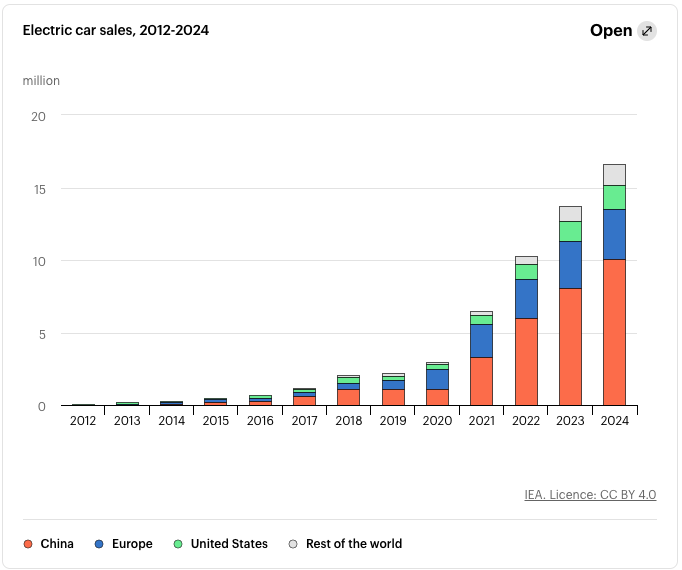 Electric car sales, 2012-2024 Open
million
20
15
10
5
0
2012 2013 2014 2015 2016 2017 2018 2019 2020 2021 2022 2023 2024
IEA. Licence: CC BY 4.0
China Europe United States Rest of the world